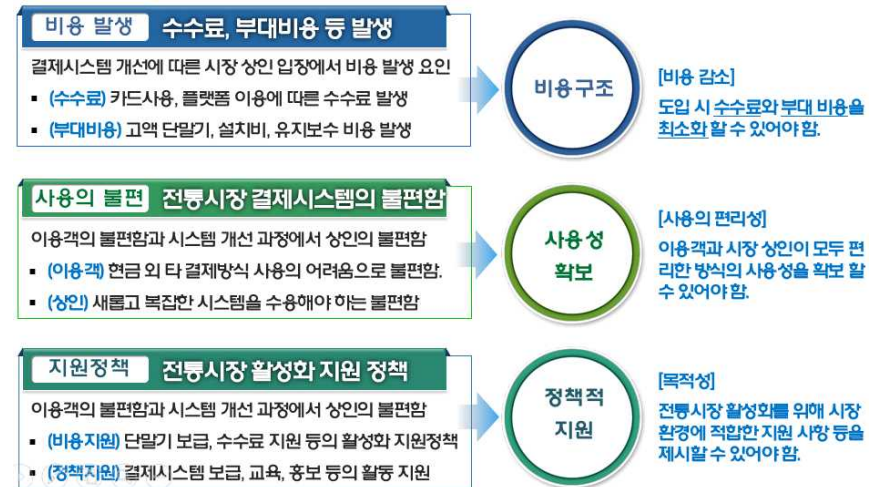 비용 발생 수수료, 부대비용 등 발생
결제시스템 개선에 따른 시장 상인 입장에서 비용 발생 요인
▪ (수수료) 카드사용, 플랫폼 이용에 따른 수수료 발생
▪ (부대비용) 고액 단말기, 설치비, 유지보수 비용 발생
비용구조
[비용 감소]
도입 시 수수료와 부대 비용을
최소화 할 수 있어야 함.
사용의 불편 전통시장 결제시스템의 불편함
이용객의 불편함과 시스템 개선 과정에서 상인의 불편함
▪ (이용객) 현금 외 타 결제방식 사용의 어려움으로 불편함.
▪ (상인) 새롭고 복잡한 시스템을 수용해야 하는 불편함
사용성
확보
[사용의 편리성]
이용객과 시장 상인이 모두 편
리한 방식의 사용성을 확보 할
수 있어야 함.
지원정책 전통시장 활성화 지원 정책
이용객의 불편함과 시스템 개선 과정에서 상인의 불편함
▪ (비용지원) 단말기 보급, 수수료 지원 등의 활성화 지원정책
▪ (정책지원) 결제시스템 보급, 교육, 홍보 등의 활동 지원
정책적
지원
[목적성]
전통시장 활성화를 위해 시장
환경에 적합한 지원 사항 등을
제시할 수 있어야 함.